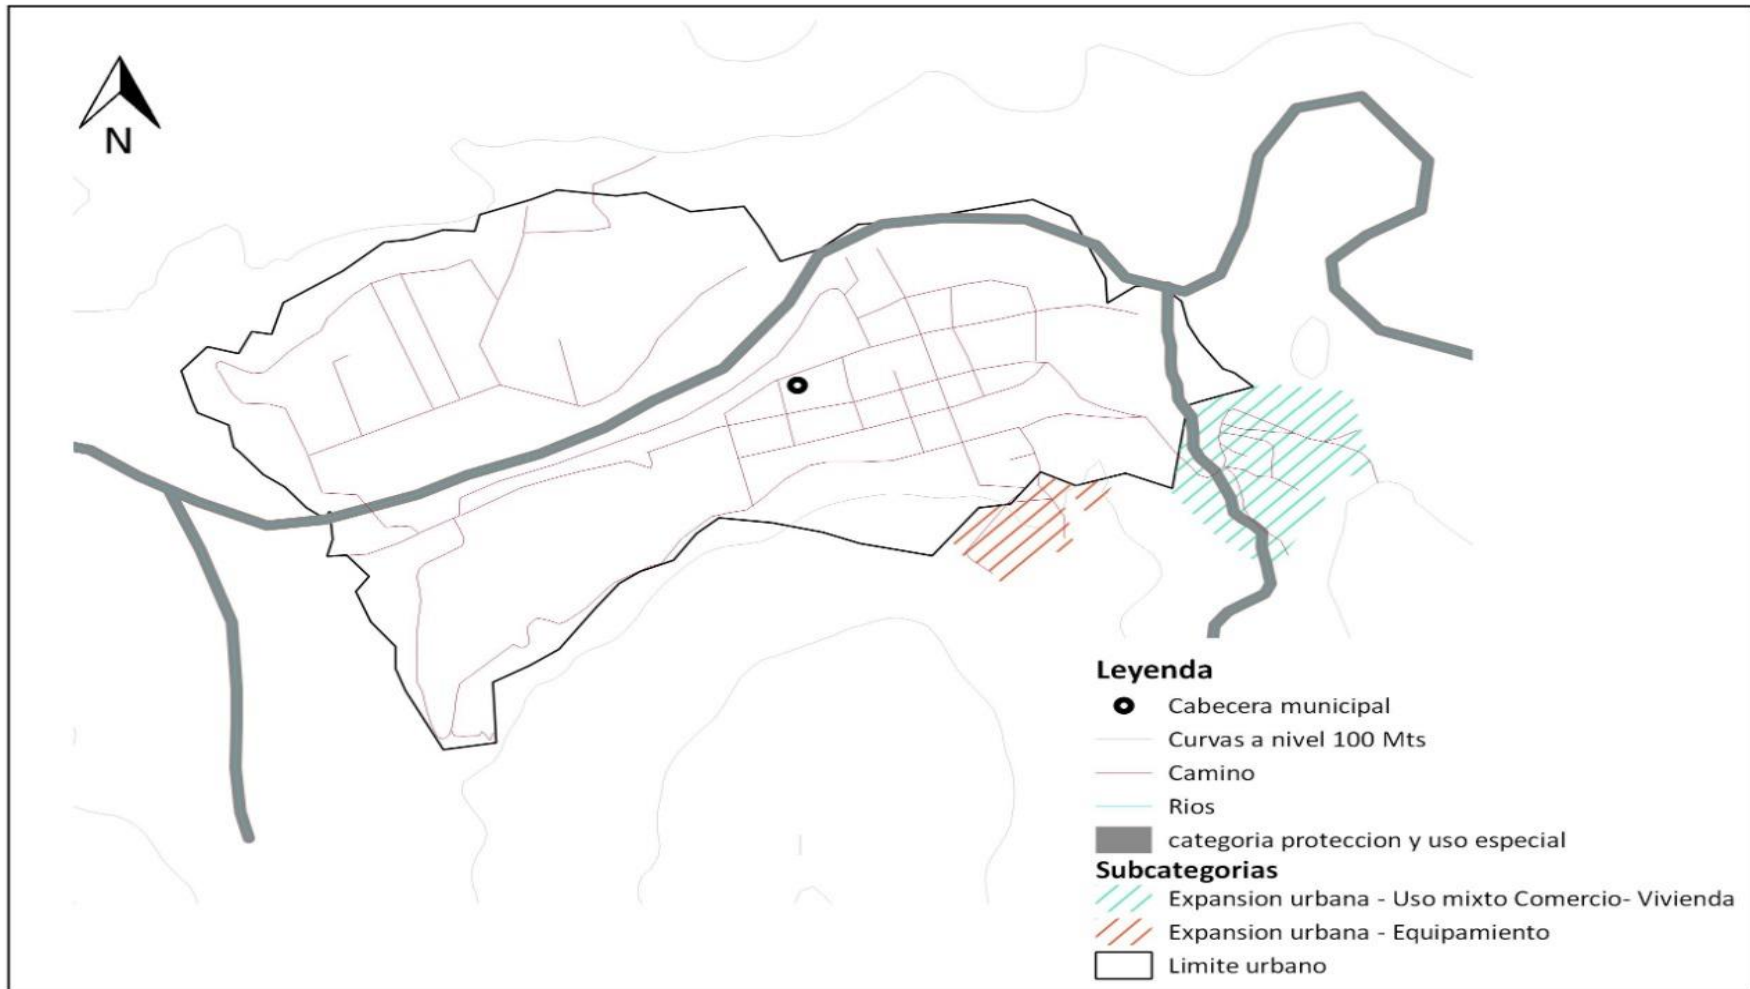 N
Leyenda
Cabecera municipal
Curvas a nivel 100 Mts
Camino
Rios
categoria proteccion y uso especial
Subcategorias
Expansion urbana - Uso mixto Comercio- Vivienda
Expansion urbana - Equipamiento
Limite urbano